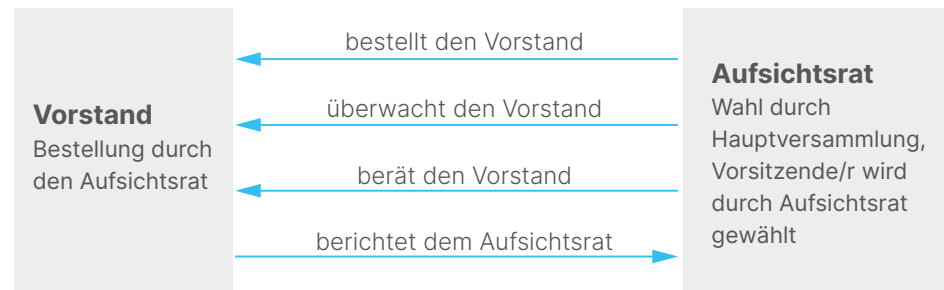 Vorstand
Bestellung durch
den Aufsichtsrat
bestellt den Vorstand
überwacht den Vorstand
berät den Vorstand
berichtet dem Aufsichtsrat
Aufsichtsrat
Wahl durch
Hauptversammlung,
Vorsitzende/r wird
durch Aufsichtsrat
gewählt